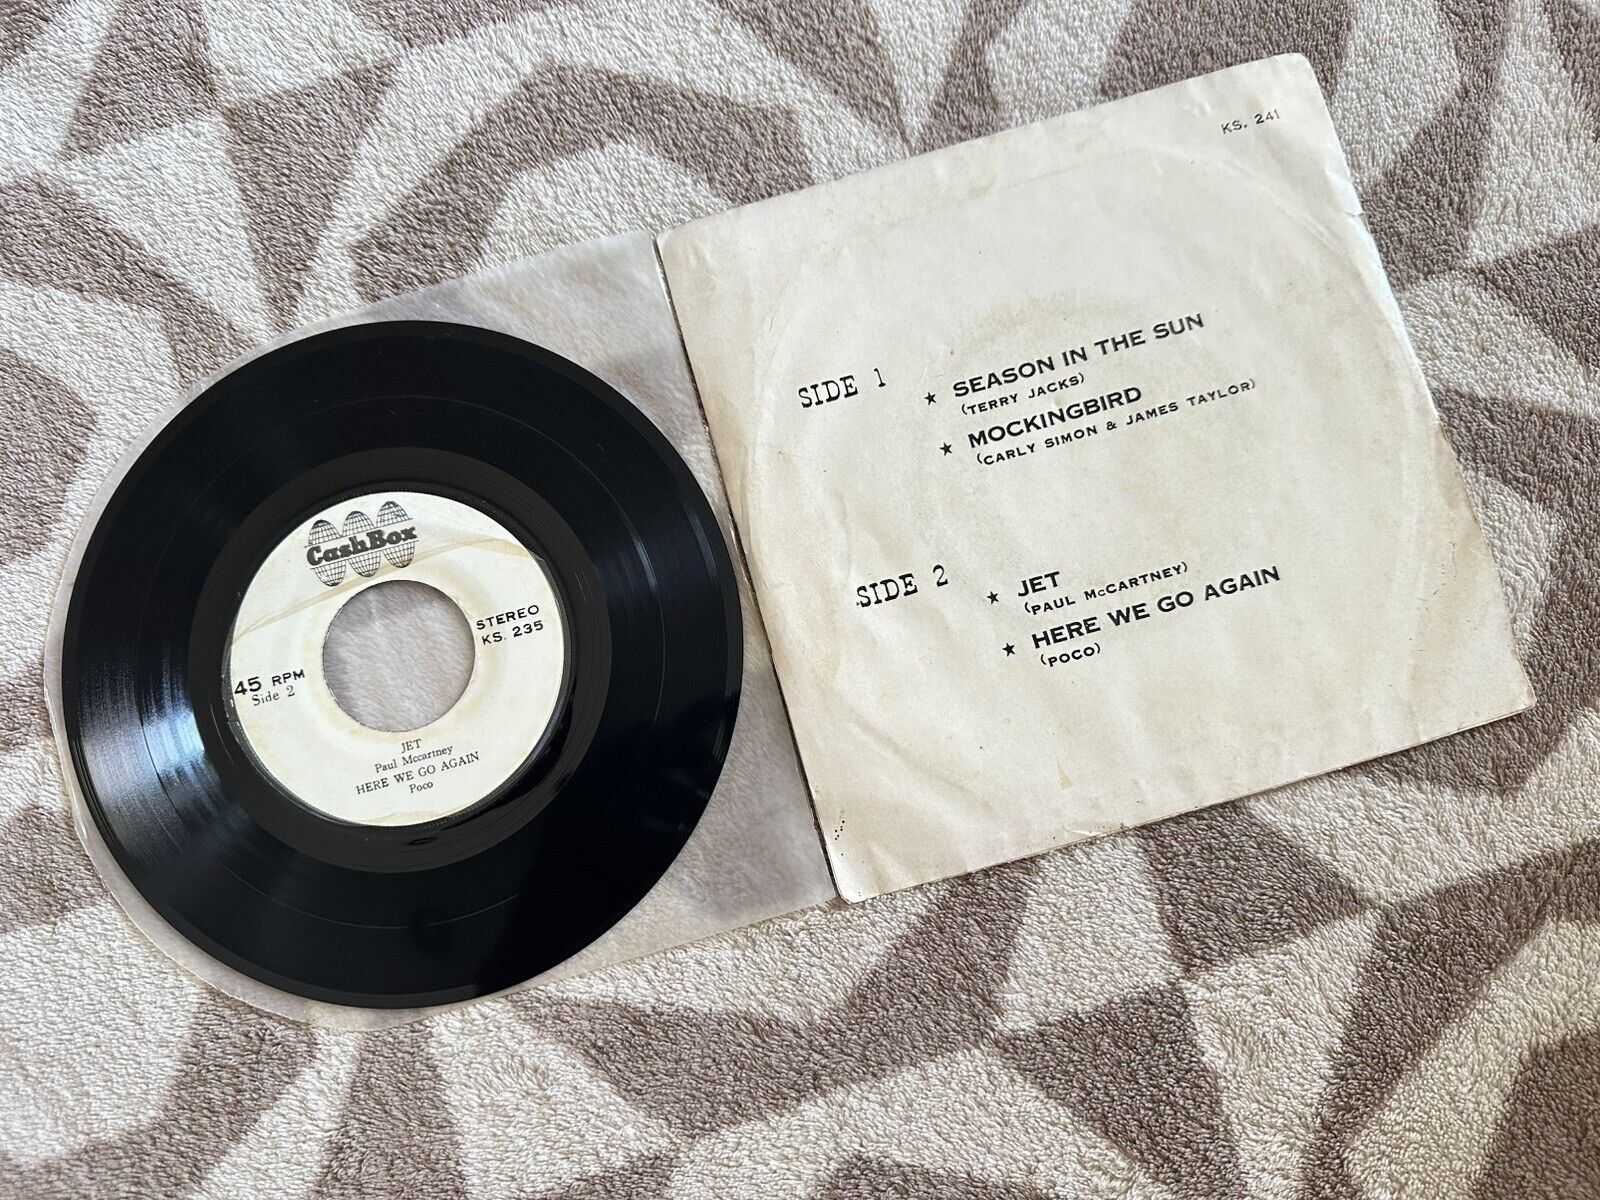 CashBox
STEREO
KS. 235
45 RPM
Side 2
JET
Paul Mccartney
HERE WE GO AGAIN
Poco
KS. 241
SIDE 1
★ SEASON IN THE SUN
(TERRY JACKS)
★ MOCKINGBIRD
(CARLY SIMON & JAMES TAYLOR)
SIDE 2
★ JET
(PAUL McCARTNEY)
★ HERE WE GO AGAIN
(POCO)